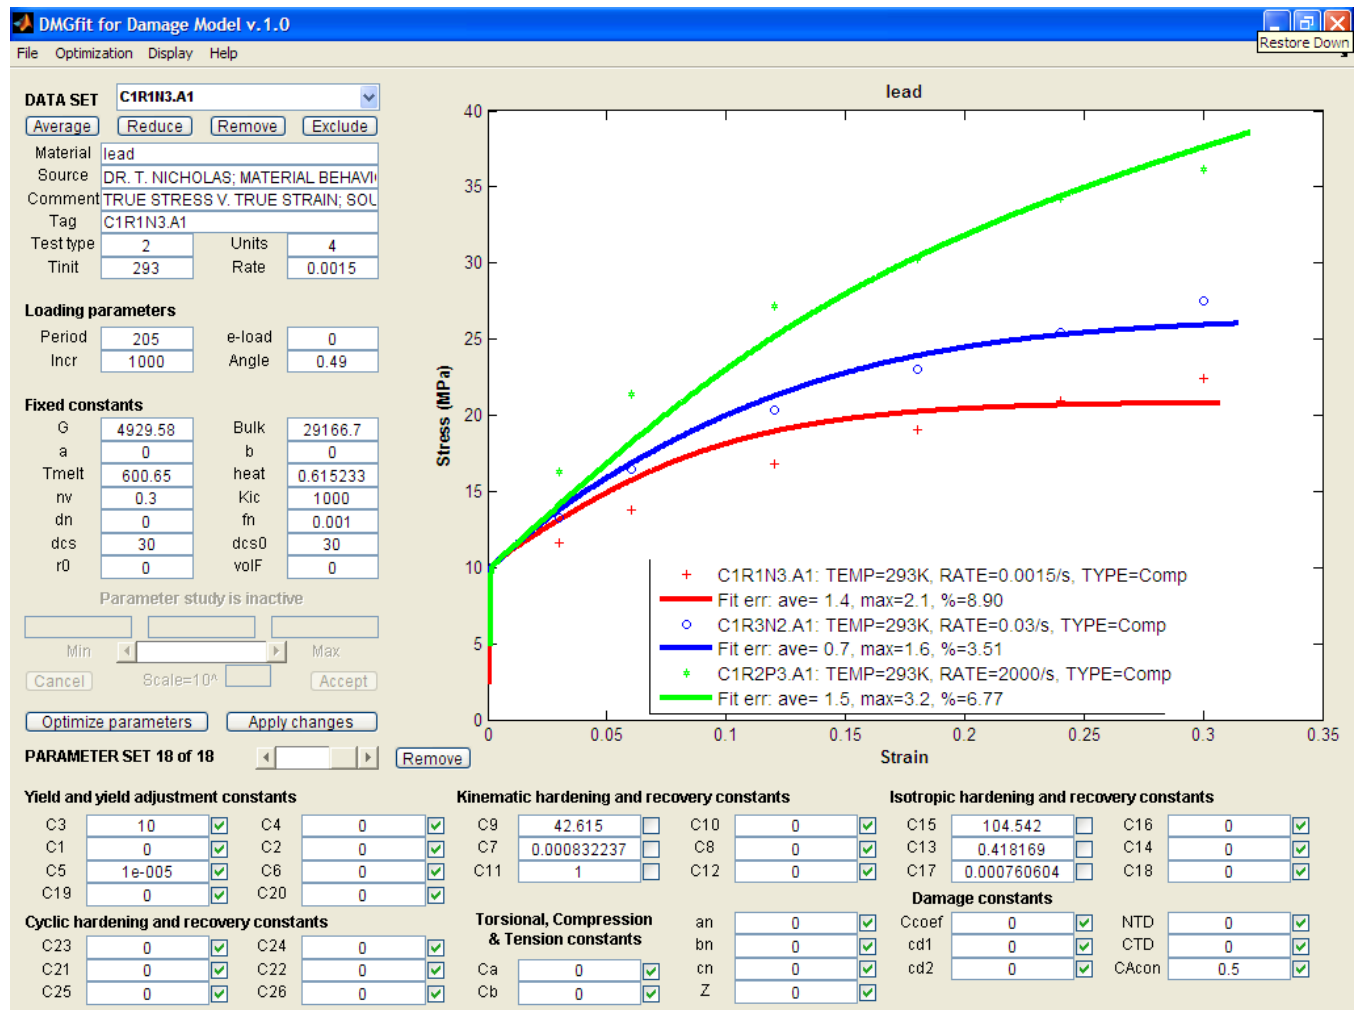 DMGfit for Damage Model v.1.0
Restore Down
File Optimization Display Help
DATA SET C1R1N3.A1
Average Reduce Remove Exclude
Material lead
Source DR. T. NICHOLAS; MATERIAL BEHAVI
Comment TRUE STRESS V. TRUE STRAIN; SOU
Tag C1R1N3.A1
Test type 2 Units 4
Tinit 293 Rate 0.0015
Loading parameters
Period 205 e-load 0
Incr 1000 Angle 0.49
Fixed constants
G 4929.58 Bulk 29166.7
a 0 b 0
Tmelt 600.65 heat 0.615233
nv 0.3 Kic 1000
dn 0 fn 0.001
dcs 30 dcs0 30
r0 0 volF 0
Parameter study is inactive
Min Max
Cancel Scale=10^ Accept
Optimize parameters Apply changes
PARAMETER SET 18 of 18 Remove
lead
40
35
30
25
20
15
10
5
0
Stress (MPa)
C1R1N3.A1: TEMP=293K, RATE=0.0015/s, TYPE=Comp
Fit err: ave= 1.4, max=2.1, %=8.90
C1R3N2.A1: TEMP=293K, RATE=0.03/s, TYPE=Comp
Fit err: ave= 0.7, max=1.6, %=3.51
C1R2P3.A1: TEMP=293K, RATE=2000/s, TYPE=Comp
Fit err: ave= 1.5, max=3.2, %=6.77
0 0.05 0.1 0.15 0.2 0.25 0.3 0.35
Strain
Yield and yield adjustment constants
C3 10 C4 0
C1 0 C2 0
C5 1e-005 C6 0
C19 0 C20 0
Cyclic hardening and recovery constants
C23 0 C24 0
C21 0 C22 0
C25 0 C26 0
Kinematic hardening and recovery constants
C9 42.615 C10 0
C7 0.000832237 C8 0
C11 1 C12 0
Torsional, Compression
& Tension constants
Ca 0
Cb 0
an 0
bn 0
cn 0
Z 0
Isotropic hardening and recovery constants
C15 104.542 C16 0
C13 0.418169 C14 0
C17 0.000760604 C18 0
Damage constants
Ccoef 0 NTD 0
cd1 0 CTD 0
cd2 0 CAcon 0.5